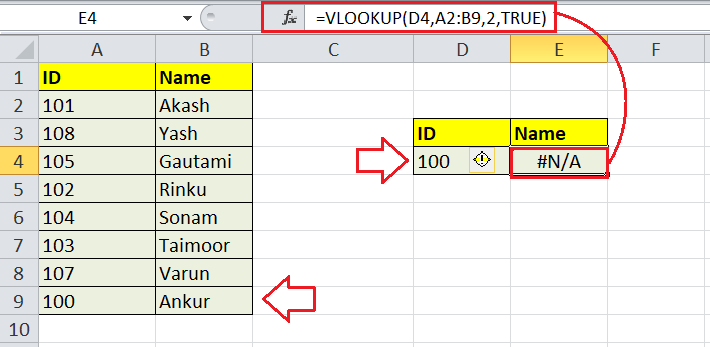 E4 fx =VLOOKUP(D4,A2:B9,2,TRUE)
A B C D E F
1 ID Name
2 101 Akash
3 108 Yash ID Name
4 105 Gautami 100 #N/A
5 102 Rinku
6 104 Sonam
7 103 Taimoor
8 107 Varun
9 100 Ankur
10